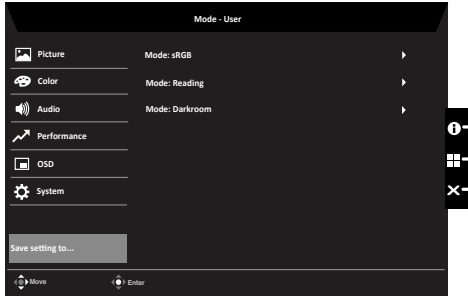 Mode - User
Picture
Mode: sRGB
Color
Mode: Reading
Audio
Mode: Darkroom
Performance
OSD
System
Save setting to...
Move
Enter